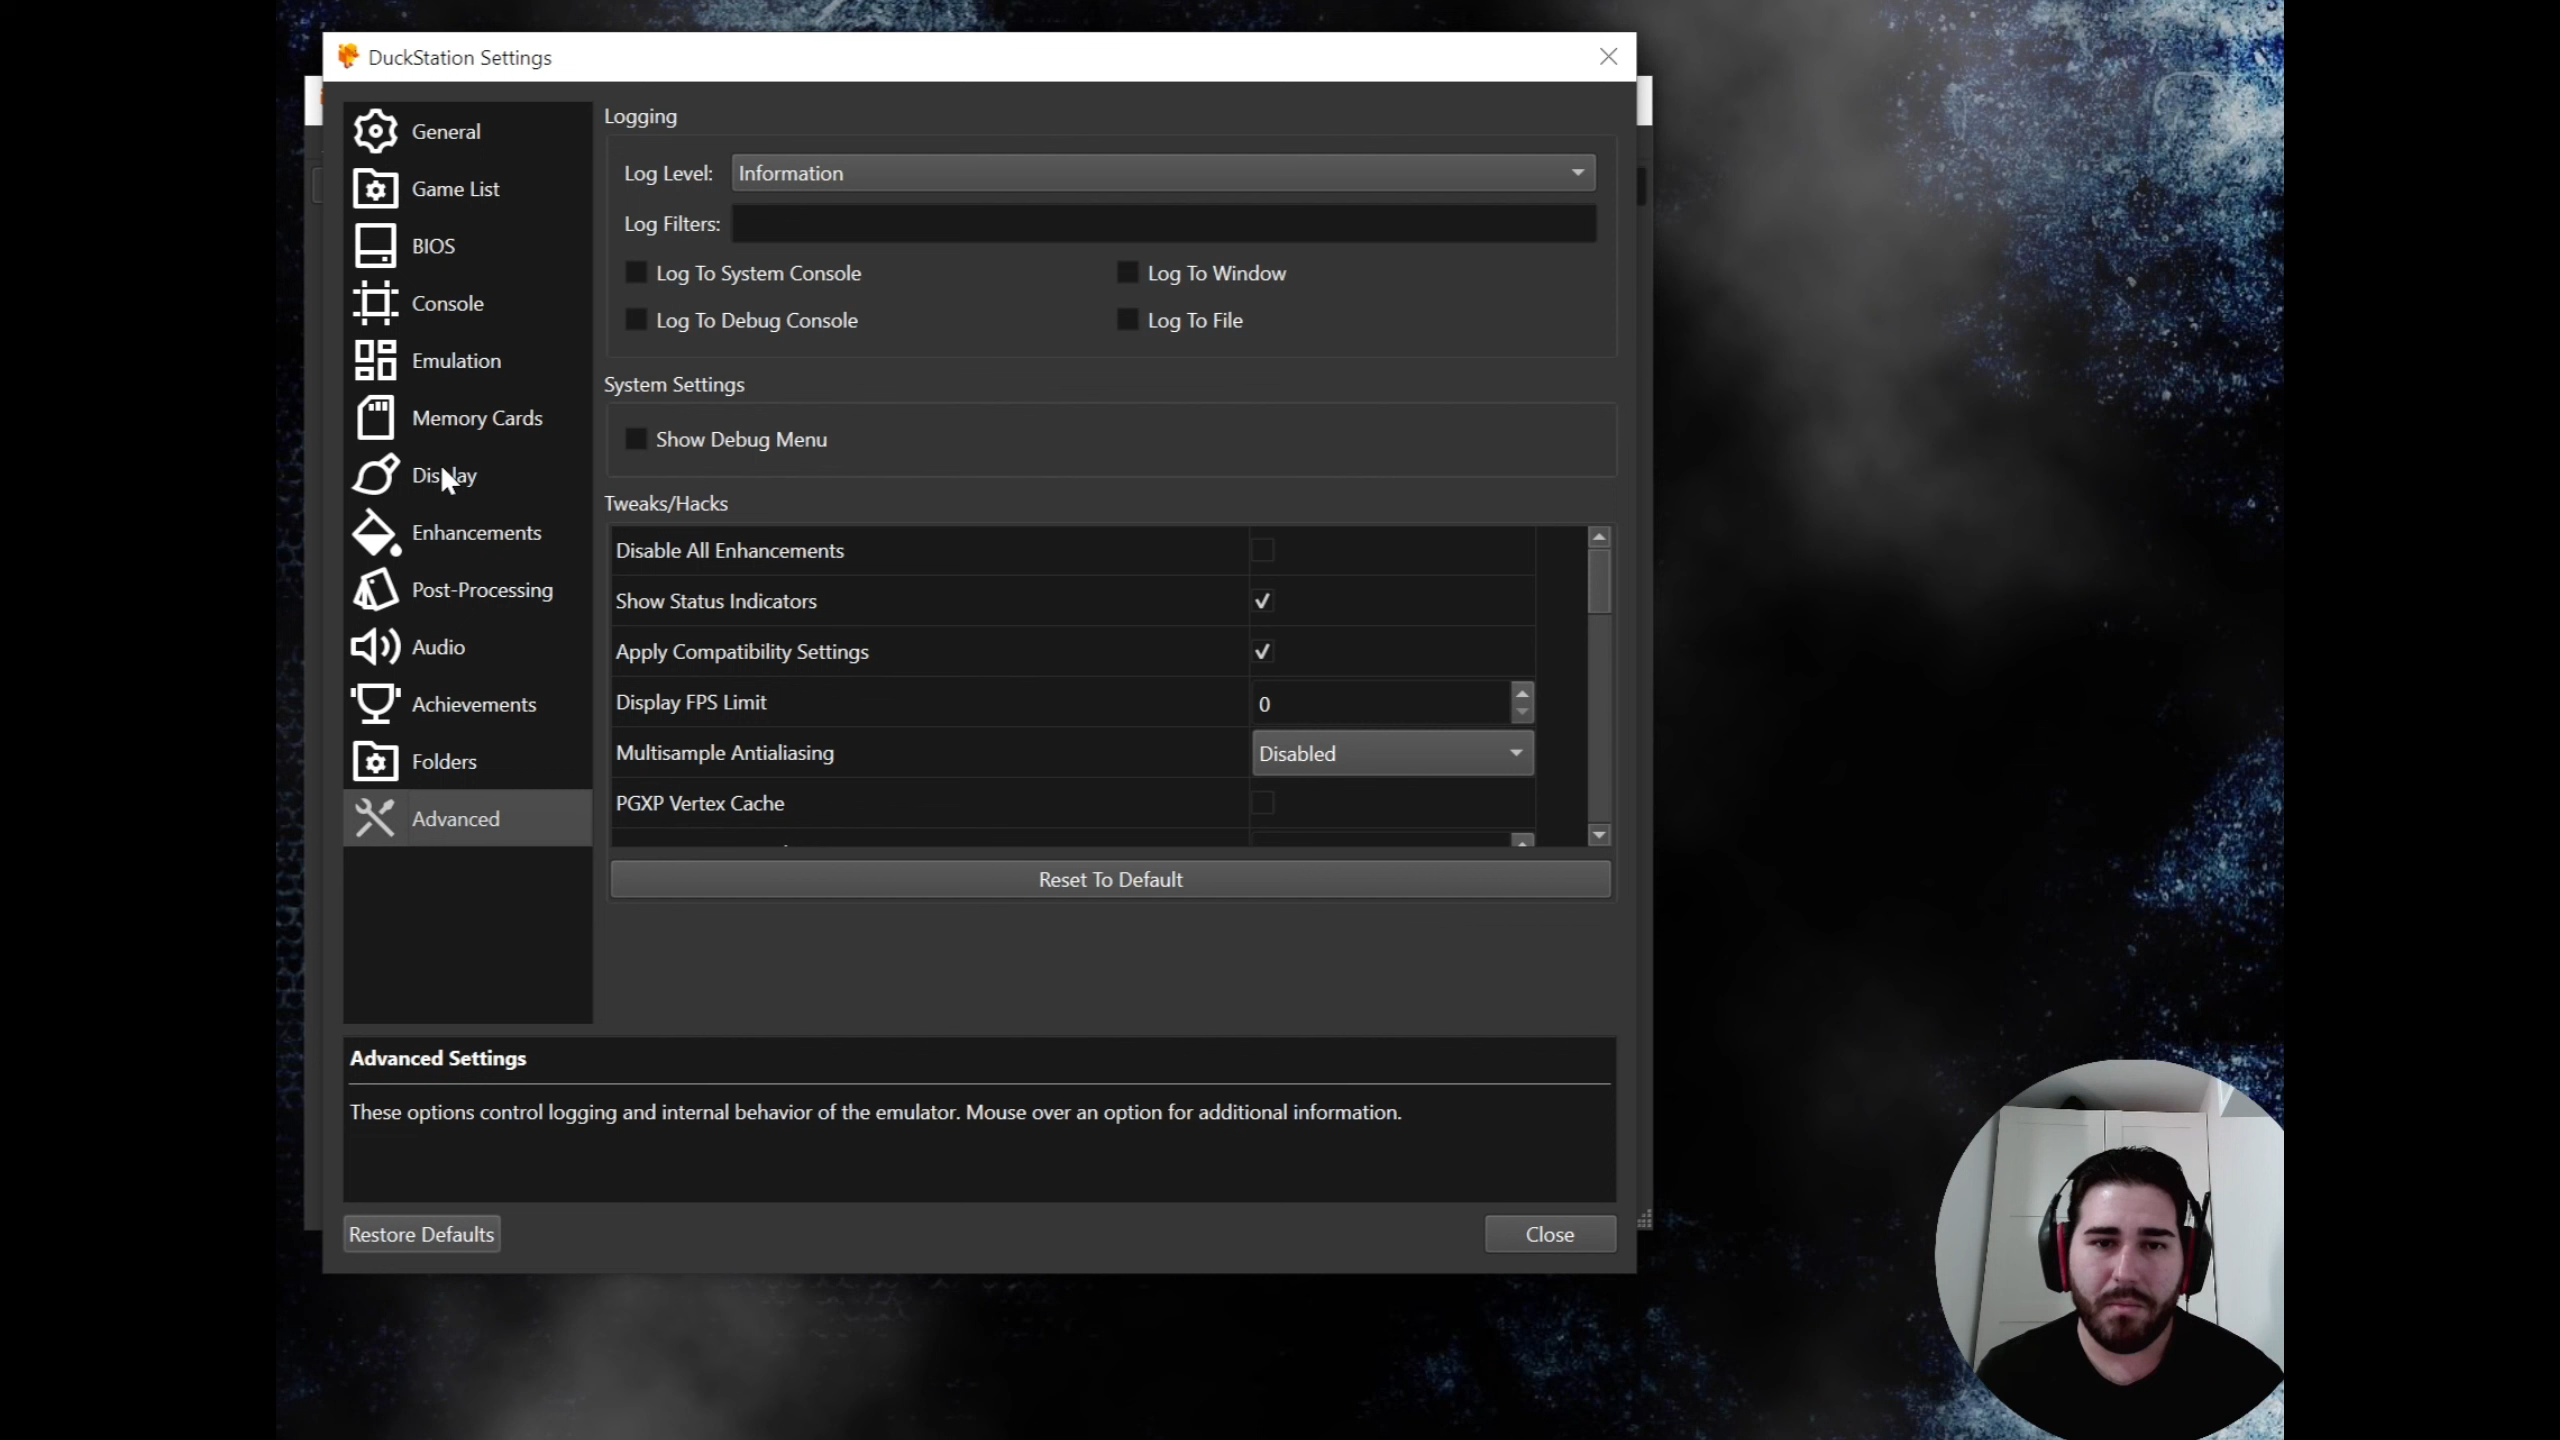 DuckStation Settings
General
Game List
BIOS
Console
Emulation
Memory Cards
Display
Enhancements
Post-Processing
Audio
Achievements
Folders
Advanced
Logging
Log Level: Information
Log Filters:
Log To System Console
Log To Window
Log To Debug Console
Log To File
System Settings
Show Debug Menu
Tweaks/Hacks
Disable All Enhancements
Show Status Indicators
Apply Compatibility Settings
Display FPS Limit 0
Multisample Antialiasing Disabled
PGXP Vertex Cache
Reset To Default
Advanced Settings
These options control logging and internal behavior of the emulator. Mouse over an option for additional information.
Restore Defaults
Close